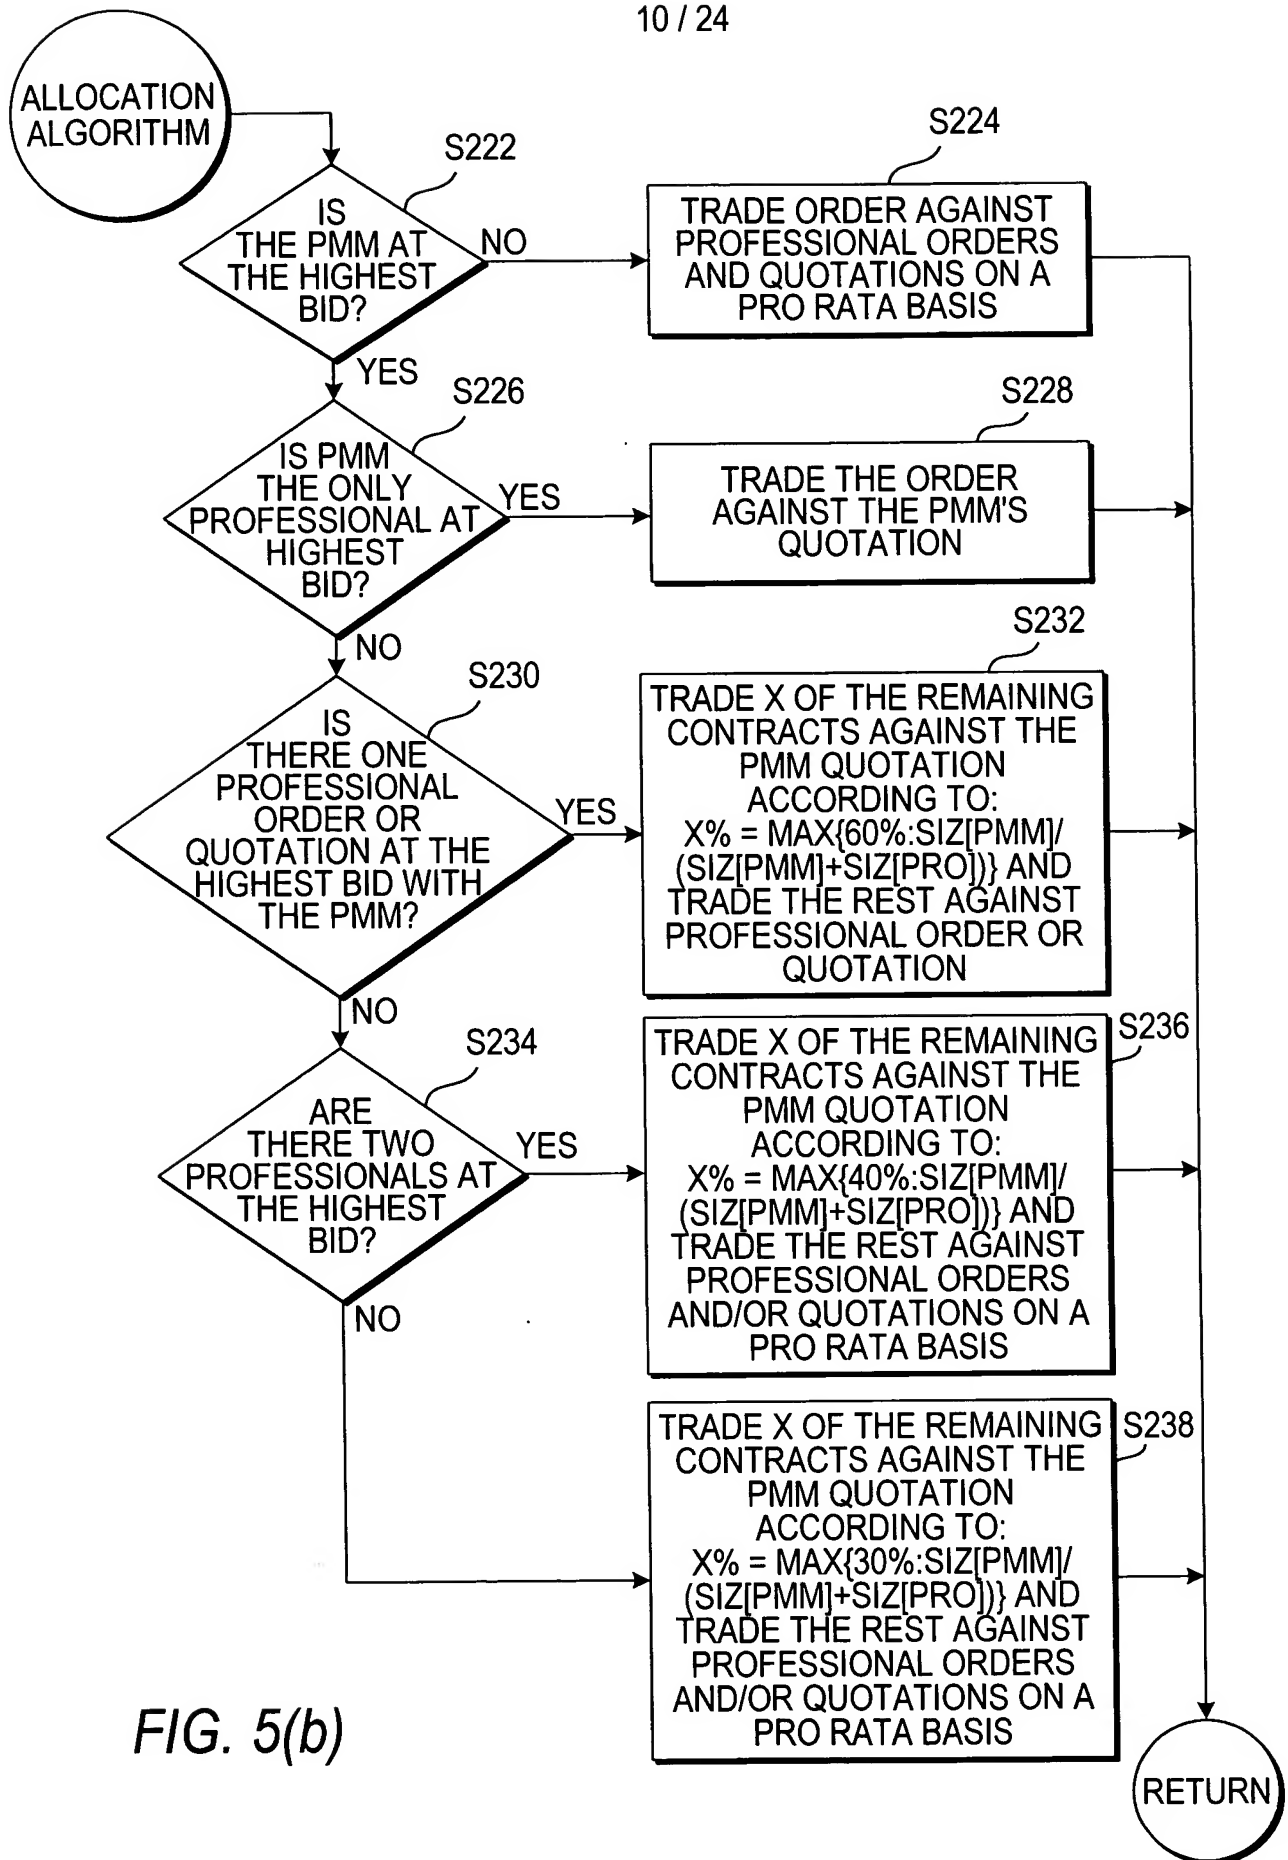 10 / 24
ALLOCATION
ALGORITHM
S222
IS
THE PMM AT
THE HIGHEST
BID?
NO
YES
S224
TRADE ORDER AGAINST
PROFESSIONAL ORDERS
AND QUOTATIONS ON A
PRO RATA BASIS
S226
IS PMM
THE ONLY
PROFESSIONAL AT
HIGHEST
BID?
YES
NO
S228
TRADE THE ORDER
AGAINST THE PMM'S
QUOTATION
S230
IS
THERE ONE
PROFESSIONAL
ORDER OR
QUOTATION AT THE
HIGHEST BID WITH
THE PMM?
YES
NO
S232
TRADE X OF THE REMAINING
CONTRACTS AGAINST THE
PMM QUOTATION
ACCORDING TO:
X% = MAX{60%:SIZ[PMM]/
(SIZ[PMM]+SIZ[PRO])} AND
TRADE THE REST AGAINST
PROFESSIONAL ORDER OR
QUOTATION
S234
ARE
THERE TWO
PROFESSIONALS AT
THE HIGHEST
BID?
YES
NO
S236
TRADE X OF THE REMAINING
CONTRACTS AGAINST THE
PMM QUOTATION
ACCORDING TO:
X% = MAX{40%:SIZ[PMM]/
(SIZ[PMM]+SIZ[PRO])} AND
TRADE THE REST AGAINST
PROFESSIONAL ORDERS
AND/OR QUOTATIONS ON A
PRO RATA BASIS
S238
TRADE X OF THE REMAINING
CONTRACTS AGAINST THE
PMM QUOTATION
ACCORDING TO:
X% = MAX{30%:SIZ[PMM]/
(SIZ[PMM]+SIZ[PRO])} AND
TRADE THE REST AGAINST
PROFESSIONAL ORDERS
AND/OR QUOTATIONS ON A
PRO RATA BASIS
FIG. 5(b)
RETURN